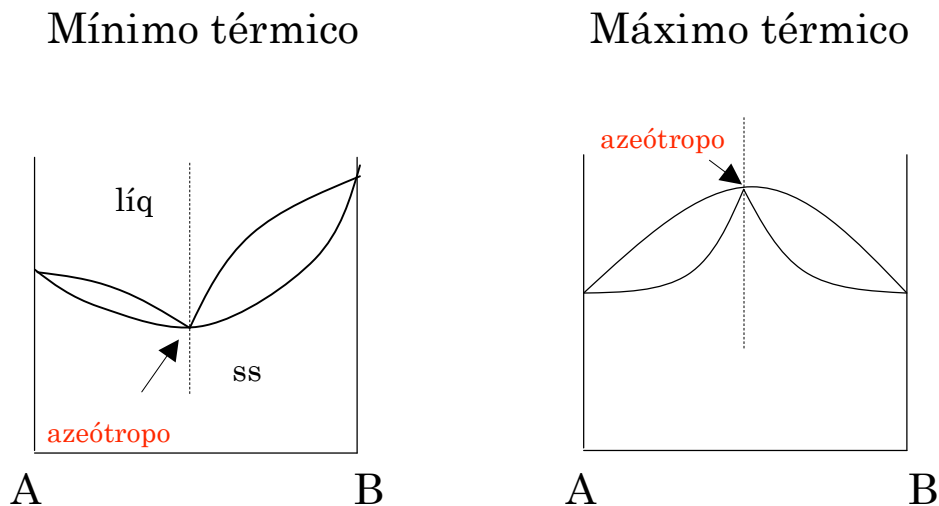 Mínimo térmico
Máximo térmico
azeótropo
líq
ss
azeótropo
A B
A B